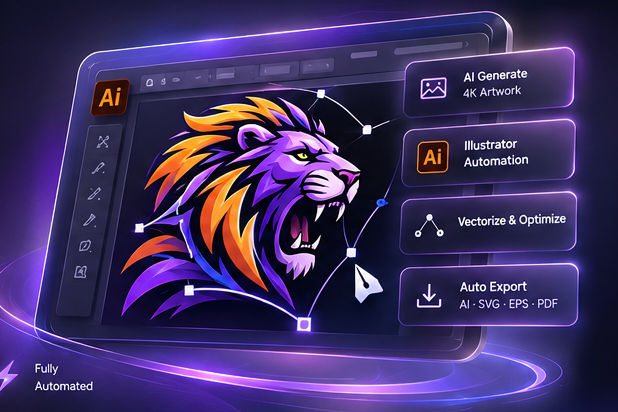 Ai
AI Generate
4K Artwork
Ai
Illustrator
Automation
Vectorize & Optimize
Auto Export
AI · SVG · EPS · PDF
Fully
Automated